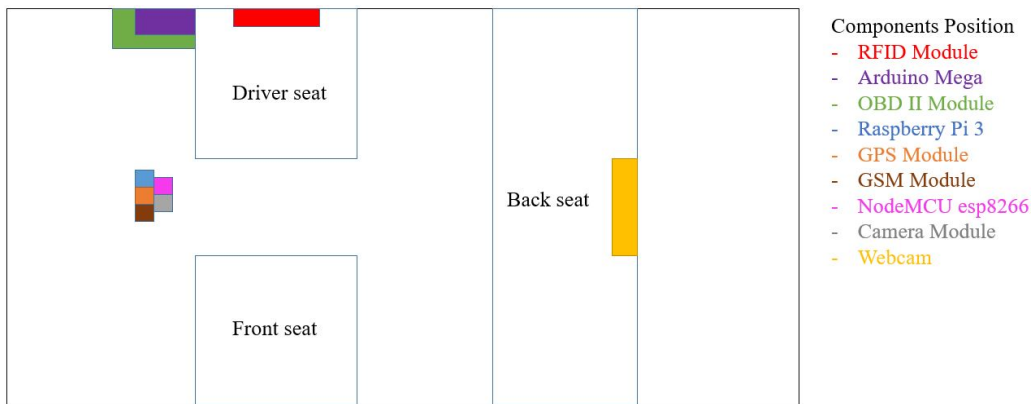 Driver seat
Back seat
Front seat
Components Position
- RFID Module
- Arduino Mega
- OBD II Module
- Raspberry Pi 3
- GPS Module
- GSM Module
- NodeMCU esp8266
- Camera Module
- Webcam